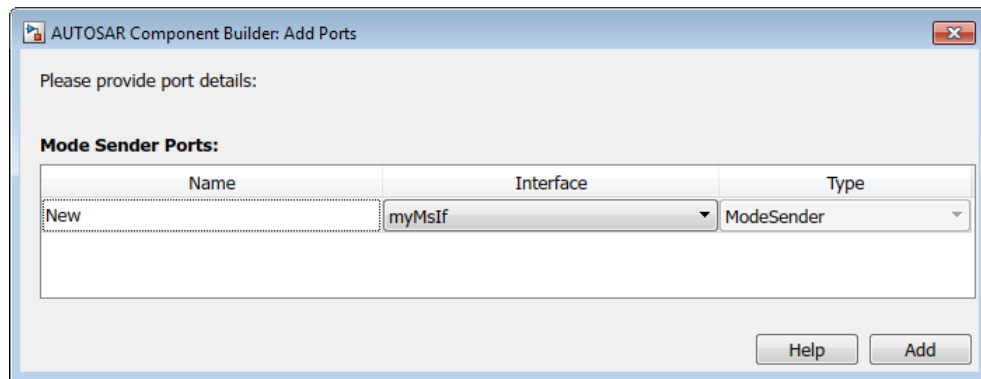 AUTOSAR Component Builder: Add Ports
Please provide port details:
Mode Sender Ports:
Name Interface Type
New myMsIf ModeSender
Help Add